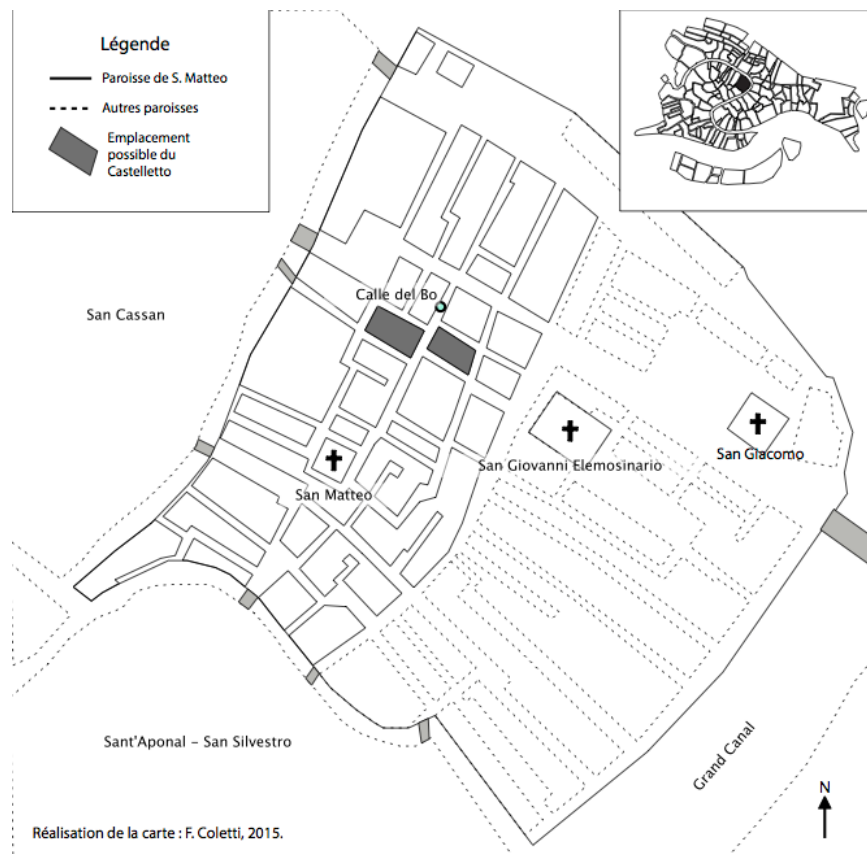 Légende
Paroisse de S. Matteo
Autres paroisses
Emplacement
possible du
Castelletto
Calle del Bo
San Cassan
San Giovanni Elemosinario
San Giacomo
San Matteo
Sant'Aponal – San Silvestro
Grand Canal
N
Réalisation de la carte : F. Coletti, 2015.